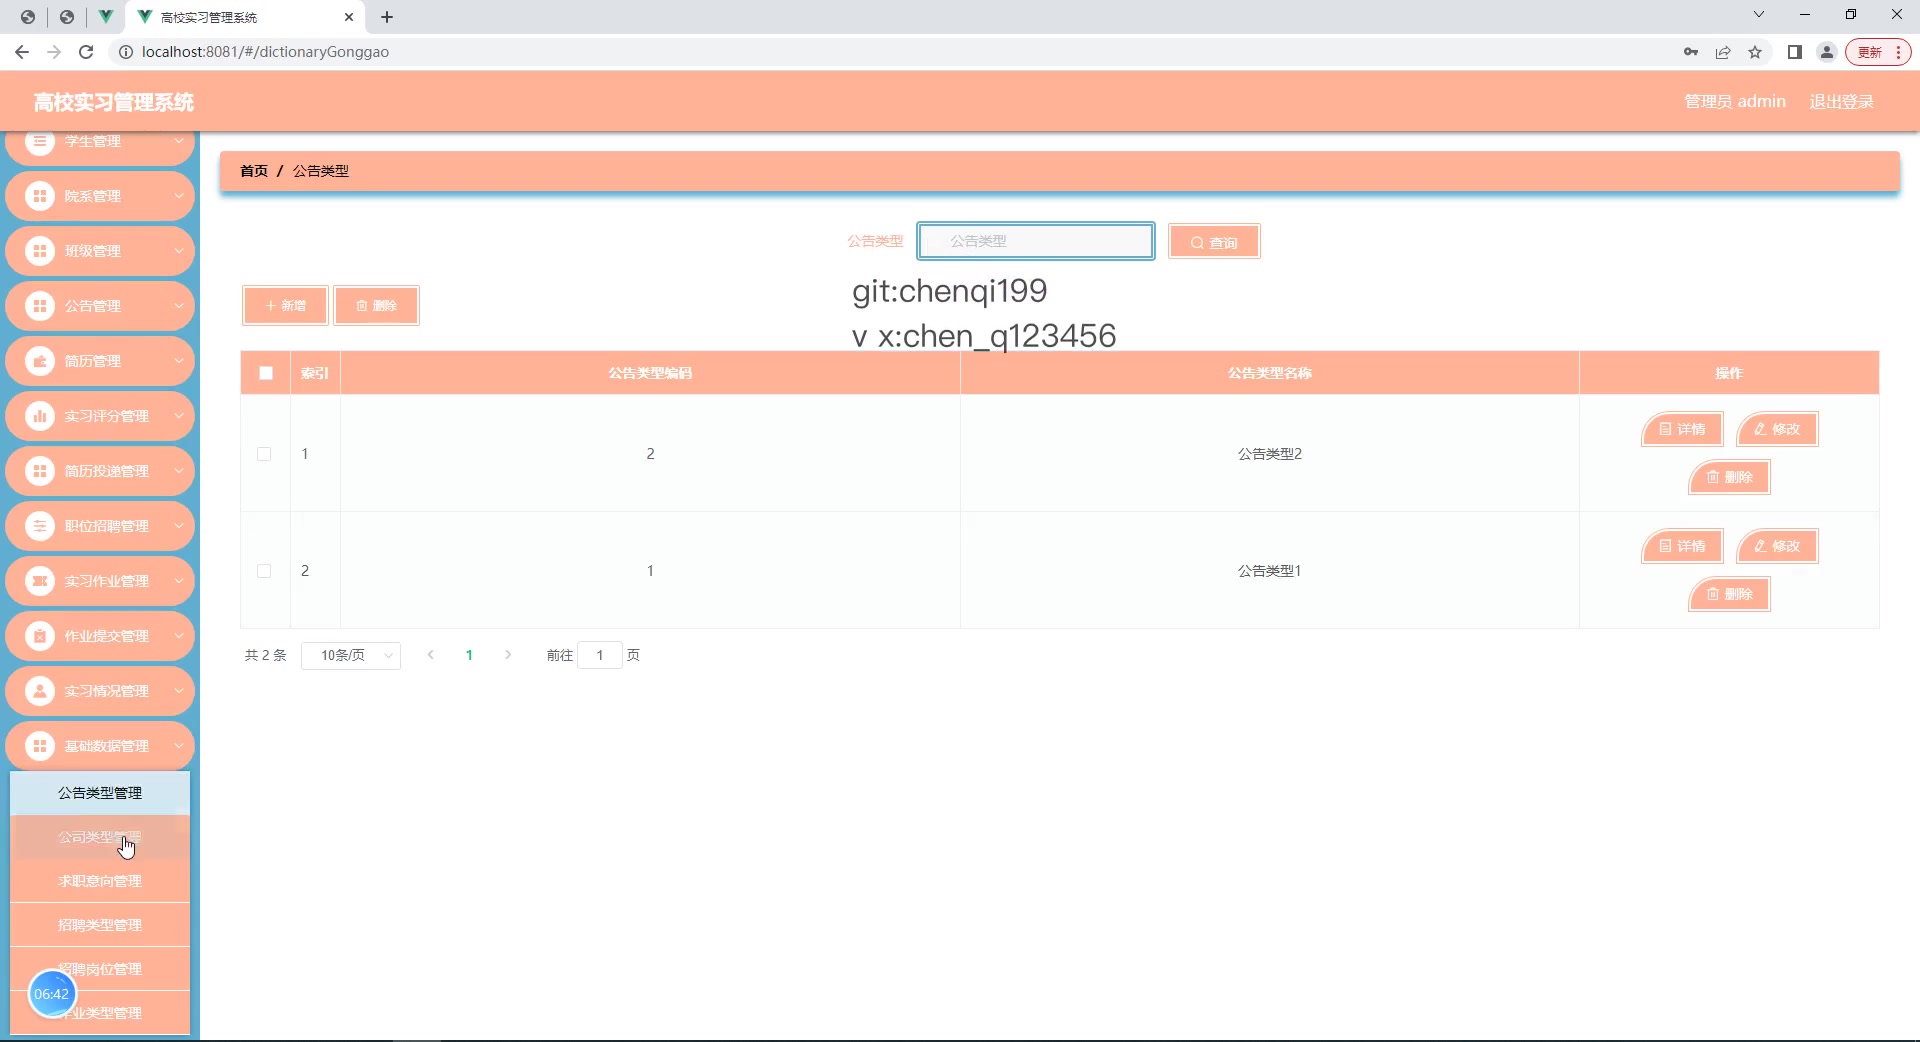 高校实习管理系统
localhost:8081/#/dictionaryGonggao
更新
高校实习管理系统
管理员 admin
退出登录
学生管理
院系管理
班级管理
公告管理
简历管理
实习评分管理
简历投递管理
职位招聘管理
实习作业管理
作业提交管理
实习情况管理
基础数据管理
公告类型管理
公司类型管理
求职意向管理
招聘类型管理
招聘岗位管理
作业类型管理
06:42
首页 / 公告类型
公告类型 公告类型 查询
git:chenqi199
v x:chen_q123456
新增 删除
索引 公告类型编码 公告类型名称 操作
1 2 公告类型2 详情 修改
删除
2 1 公告类型1 详情 修改
删除
共 2 条 10条/页 1 前往 1 页